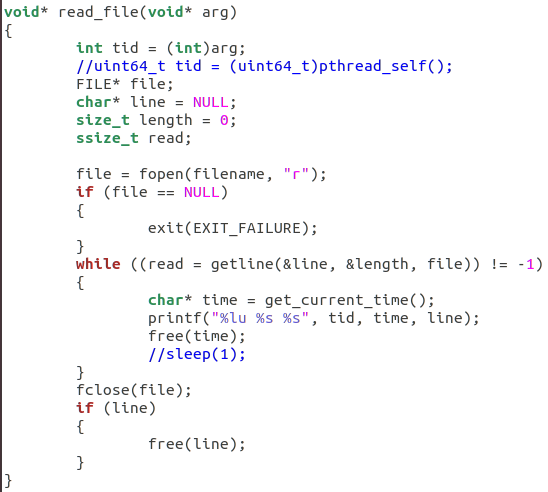 void* read_file(void* arg)
{
        int tid = (int)arg;
        //uint64_t tid = (uint64_t)pthread_self();
        FILE* file;
        char* line = NULL;
        size_t length = 0;
        ssize_t read;

        file = fopen(filename, "r");
        if (file == NULL)
        {
                exit(EXIT_FAILURE);
        }
        while ((read = getline(&line, &length, file)) != -1)
        {
                char* time = get_current_time();
                printf("%lu %s %s", tid, time, line);
                free(time);
                //sleep(1);
        }
        fclose(file);
        if (line)
        {
                free(line);
        }
}